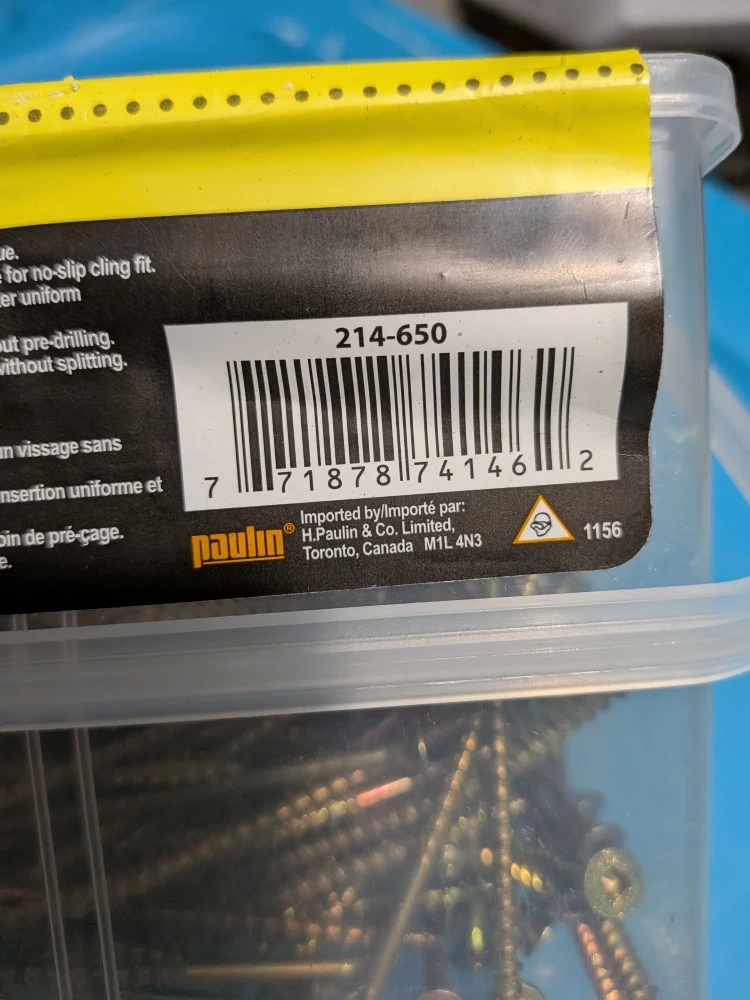 ue.
for no-slip cling fit.
er uniform
out pre-drilling.
without splitting.
un vissage sans
nsertion uniforme et
oin de pré-çage.
e.
214-650
7 71878 74146 2
paulin®
Imported by/Importé par:
H.Paulin & Co. Limited,
Toronto, Canada M1L 4N3
1156